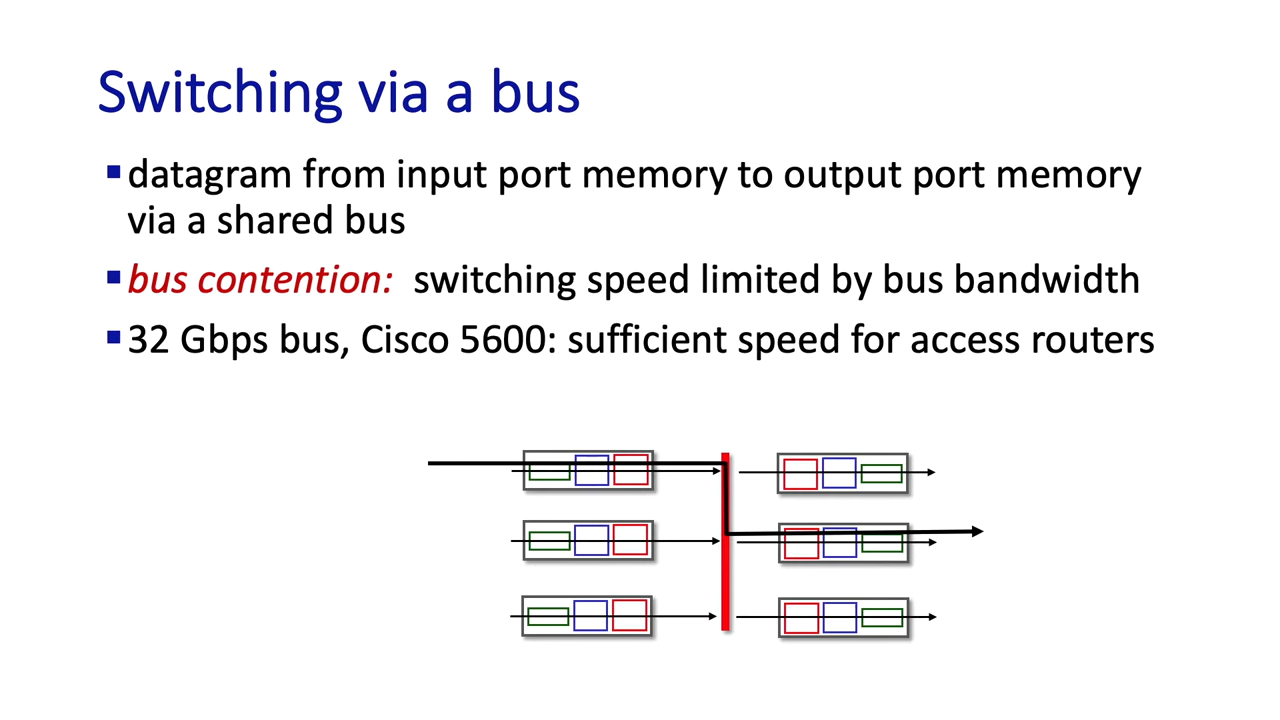 Switching via a bus
▪datagram from input port memory to output port memory
via a shared bus
▪bus contention: switching speed limited by bus bandwidth
▪32 Gbps bus, Cisco 5600: sufficient speed for access routers